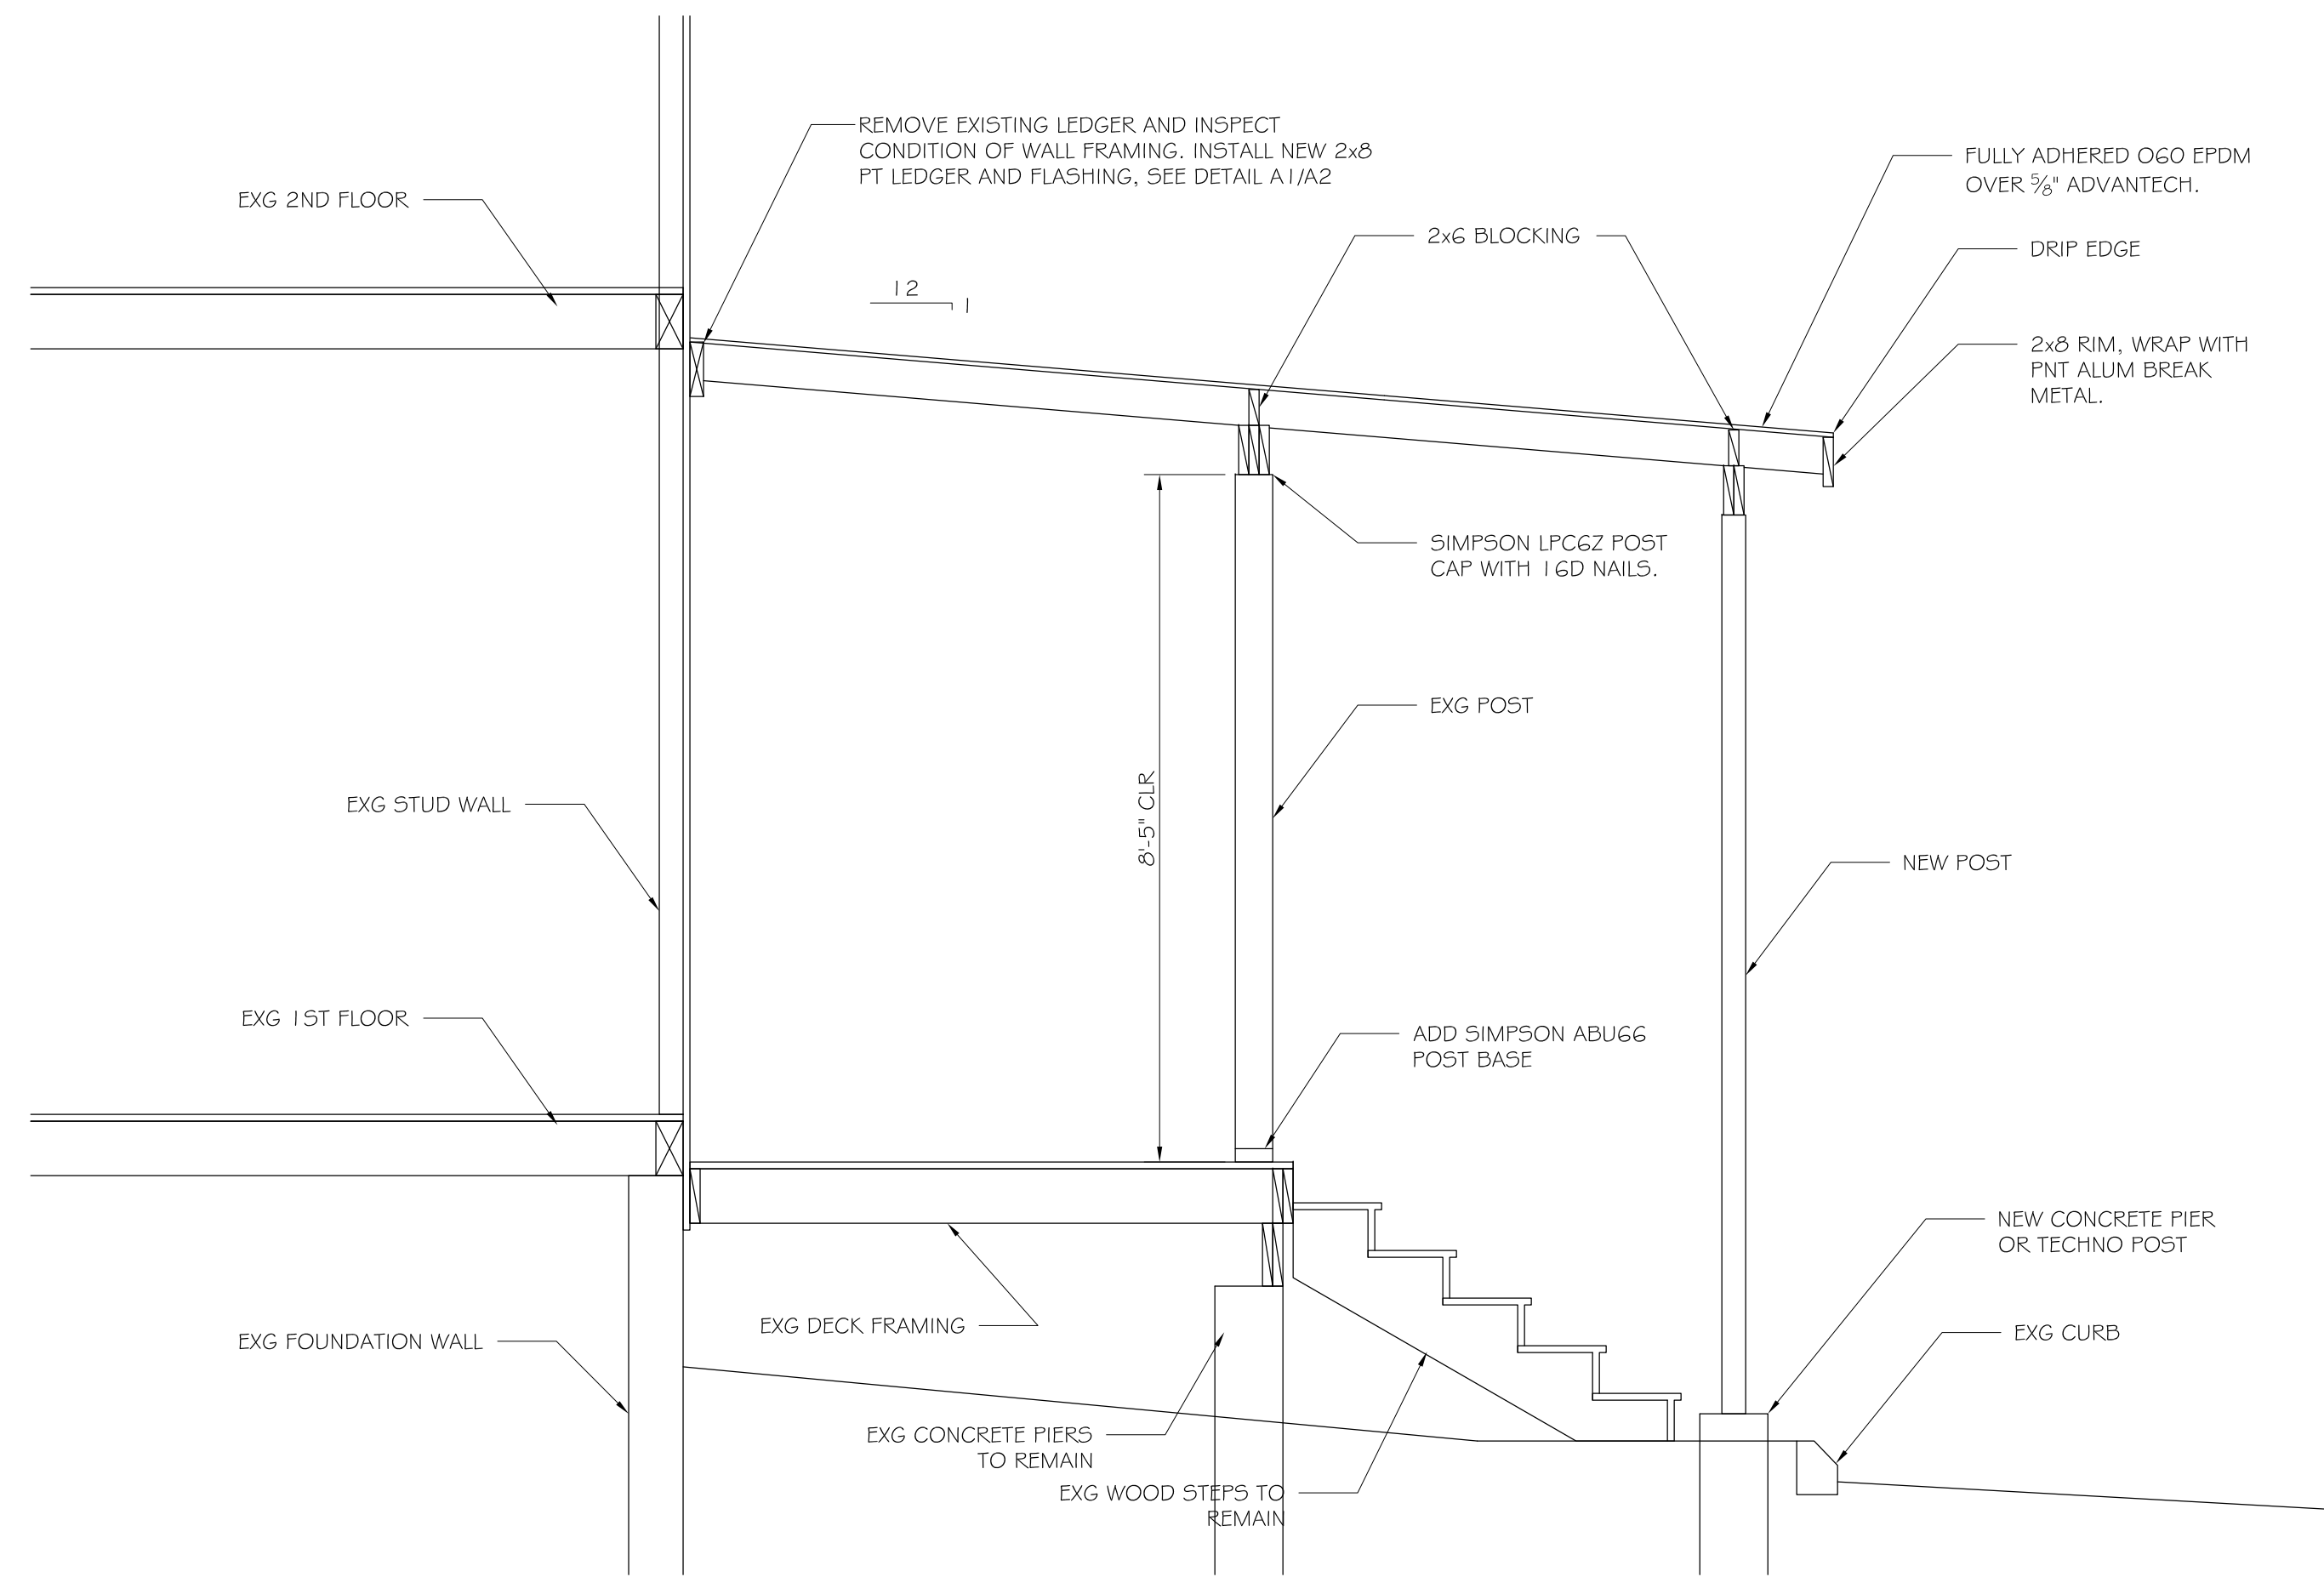 REMOVE EXISTING LEDGER AND INSPECT
CONDITION OF WALL FRAMING. INSTALL NEW 2x8
PT LEDGER AND FLASHING, SEE DETAIL A1/A2
FULLY ADHERED 060 EPDM
OVER 5/8" ADVANTECH.
EXG 2ND FLOOR
2x6 BLOCKING
DRIP EDGE
12
1
2x8 RIM, WRAP WITH
PNT ALUM BREAK
METAL.
SIMPSON LPC6Z POST
CAP WITH 16D NAILS.
EXG POST
EXG STUD WALL
8'-5" CLR
NEW POST
EXG 1ST FLOOR
ADD SIMPSON ABU66
POST BASE
NEW CONCRETE PIER
OR TECHNO POST
EXG DECK FRAMING
EXG FOUNDATION WALL
EXG CURB
EXG CONCRETE PIERS
TO REMAIN
EXG WOOD STEPS TO
REMAIN